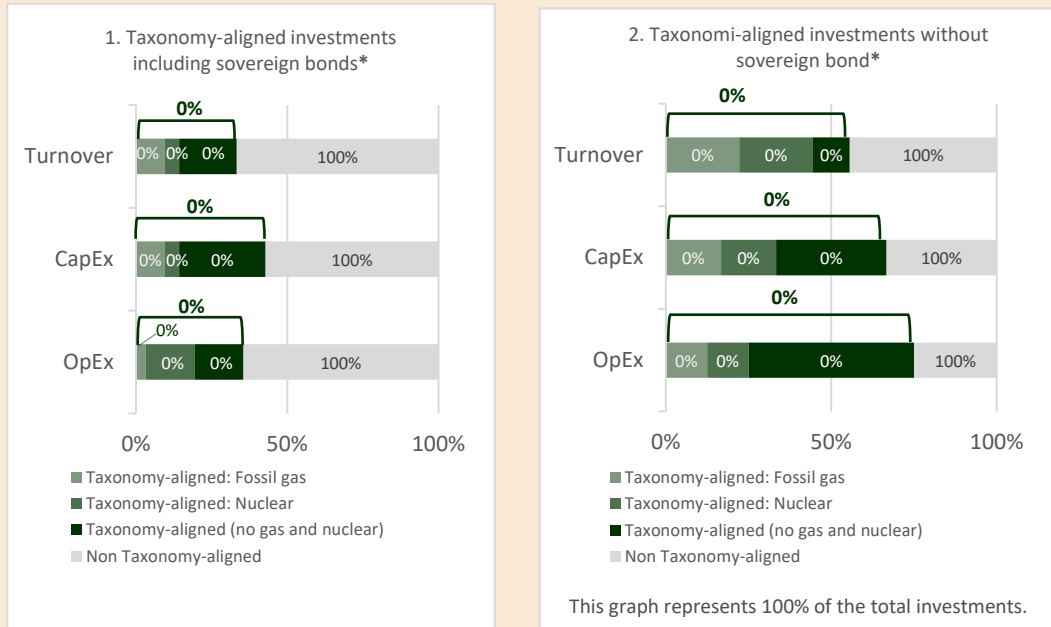 1. Taxonomy-aligned investments
including sovereign bonds*
0%
Turnover
0% 0% 0% 100%
0%
CapEx
0% 0% 0% 100%
0%
0%
OpEx
0% 0% 100%
0% 50% 100%
Taxonomy-aligned: Fossil gas
Taxonomy-aligned: Nuclear
Taxonomy-aligned (no gas and nuclear)
Non Taxonomy-aligned
2. Taxonomi-aligned investments without
sovereign bond*
0%
Turnover
0% 0% 0% 100%
0%
CapEx
0% 0% 0% 100%
0%
OpEx
0% 0% 0% 100%
0% 50% 100%
Taxonomy-aligned: Fossil gas
Taxonomy-aligned: Nuclear
Taxonomy-aligned (no gas and nuclear)
Non Taxonomy-aligned
This graph represents 100% of the total investments.